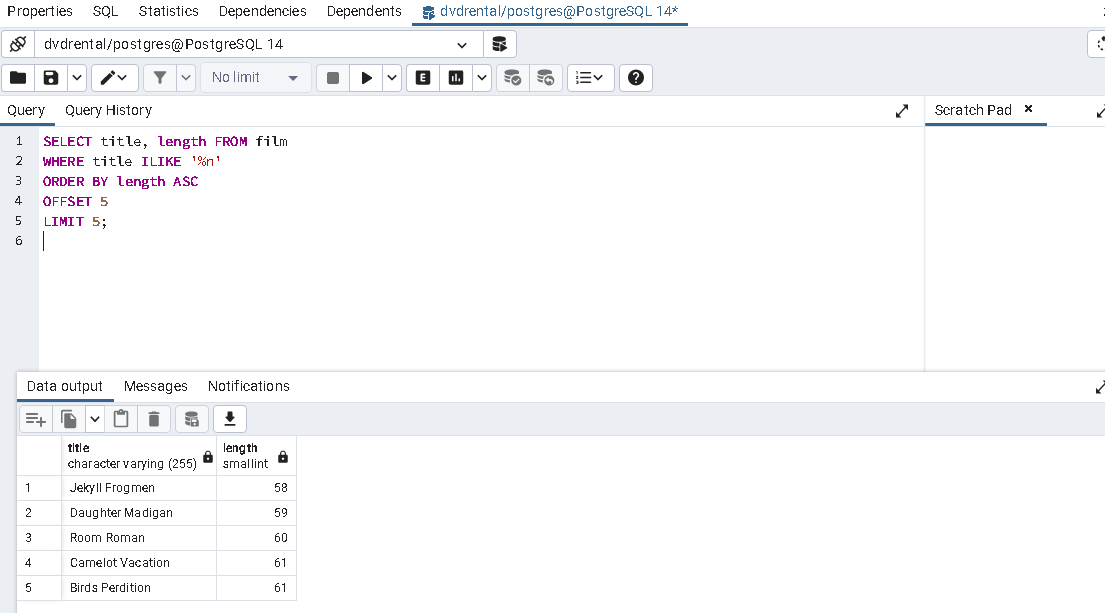 Properties SQL Statistics Dependencies Dependents dvdrental/postgres@PostgreSQL 14*
dvdrental/postgres@PostgreSQL 14
No limit
Query Query History
Scratch Pad
1 SELECT title, length FROM film
2 WHERE title ILIKE '%n'
3 ORDER BY length ASC
4 OFFSET 5
5 LIMIT 5;
6
Data output Messages Notifications
title length
character varying (255) smallint
1 Jekyll Frogmen 58
2 Daughter Madigan 59
3 Room Roman 60
4 Camelot Vacation 61
5 Birds Perdition 61